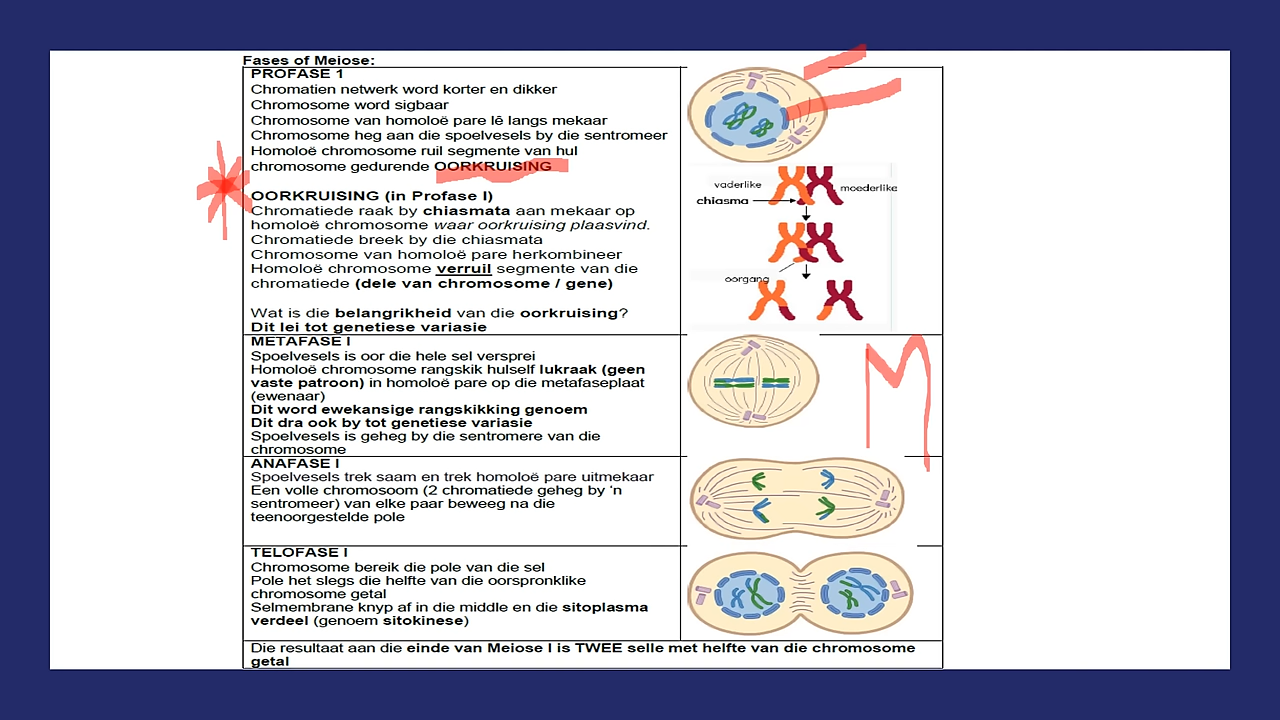 Fases of Meiose:
PROFASE 1
Chromatien netwerk word korter en dikker
Chromosome word sigbaar
Chromosome van homoloë pare lê langs mekaar
Chromosome heg aan die spoelvesels by die sentromeer
Homoloë chromosome ruil segmente van hul
chromosome gedurende OORKRUISING
OORKRUISING (in Profase I)
Chromatiede raak by chiasmata aan mekaar op
homoloë chromosome waar oorkruising plaasvind.
Chromatiede breek by die chiasmata
Chromosome van homoloë pare herkombineer
Homoloë chromosome verruil segmente van die
chromatiede (dele van chromosome / gene)
Wat is die belangrikheid van die oorkruising?
Dit lei tot genetiese variasie
vaderlike
moederlike
chiasma
oorgang
METAFASE I
Spoelvesels is oor die hele sel versprei
Homoloë chromosome rangskik hulself lukraak (geen
vaste patroon) in homoloë pare op die metafaseplaat
(ewenaar)
Dit word ewekansige rangskikking genoem
Dit dra ook by tot genetiese variasie
Spoelvesels is geheg by die sentromere van die
chromosome
M
ANAFASE I
Spoelvesels trek saam en trek homoloë pare uitmekaar
Een volle chromosoom (2 chromatiede geheg by 'n
sentromeer) van elke paar beweeg na die
teenoorgestelde pole
TELOFASE I
Chromosome bereik die pole van die sel
Pole het slegs die helfte van die oorspronklike
chromosome getal
Selmembrane knyp af in die middle en die sitoplasma
verdeel (genoem sitokinese)
Die resultaat aan die einde van Meiose I is TWEE selle met helfte van die chromosome
getal